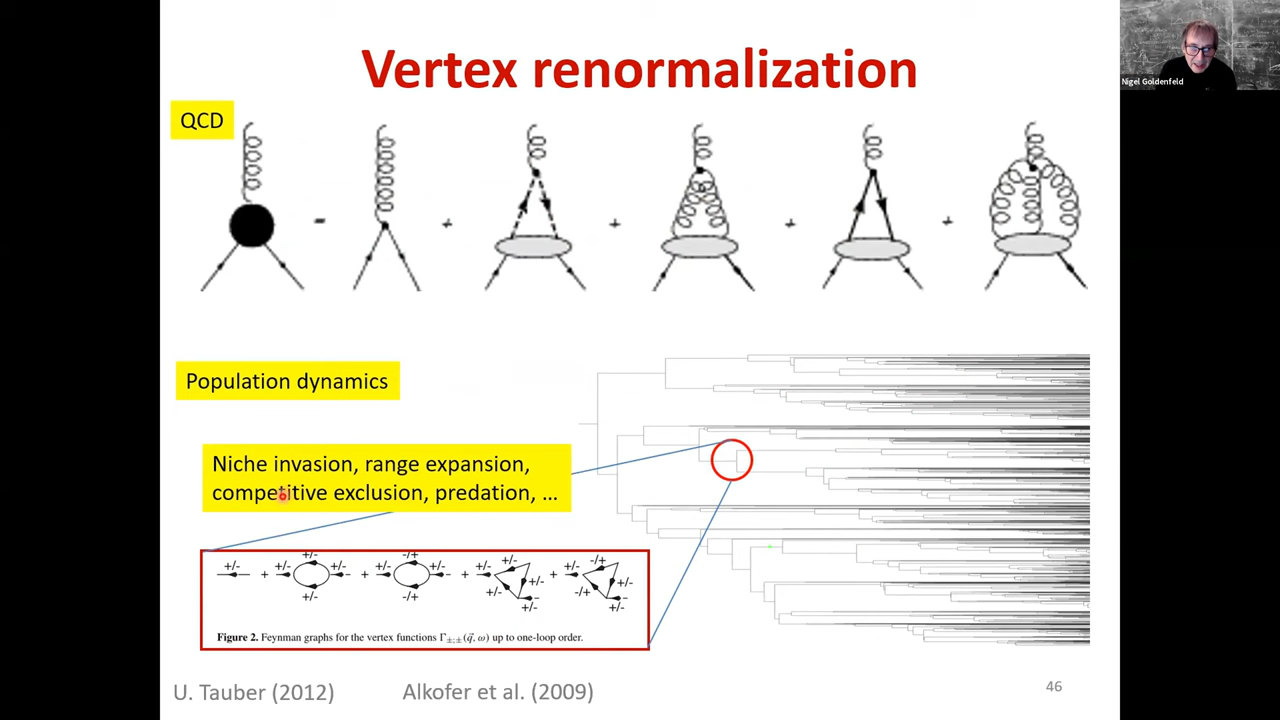 Vertex renormalization
Nigel Goldenfeld
QCD
= + + + +
Population dynamics
Niche invasion, range expansion,
competitive exclusion, predation, ...
+/- + +/- +/- +/- +/- + +/- -/+ -/+ +/- + +/- +/- +/- +/- +/- + +/- -/+ +/- -/+ +/-
Figure 2. Feynman graphs for the vertex functions Γ±;±(q⃗, ω) up to one-loop order.
U. Tauber (2012) Alkofer et al. (2009)
46